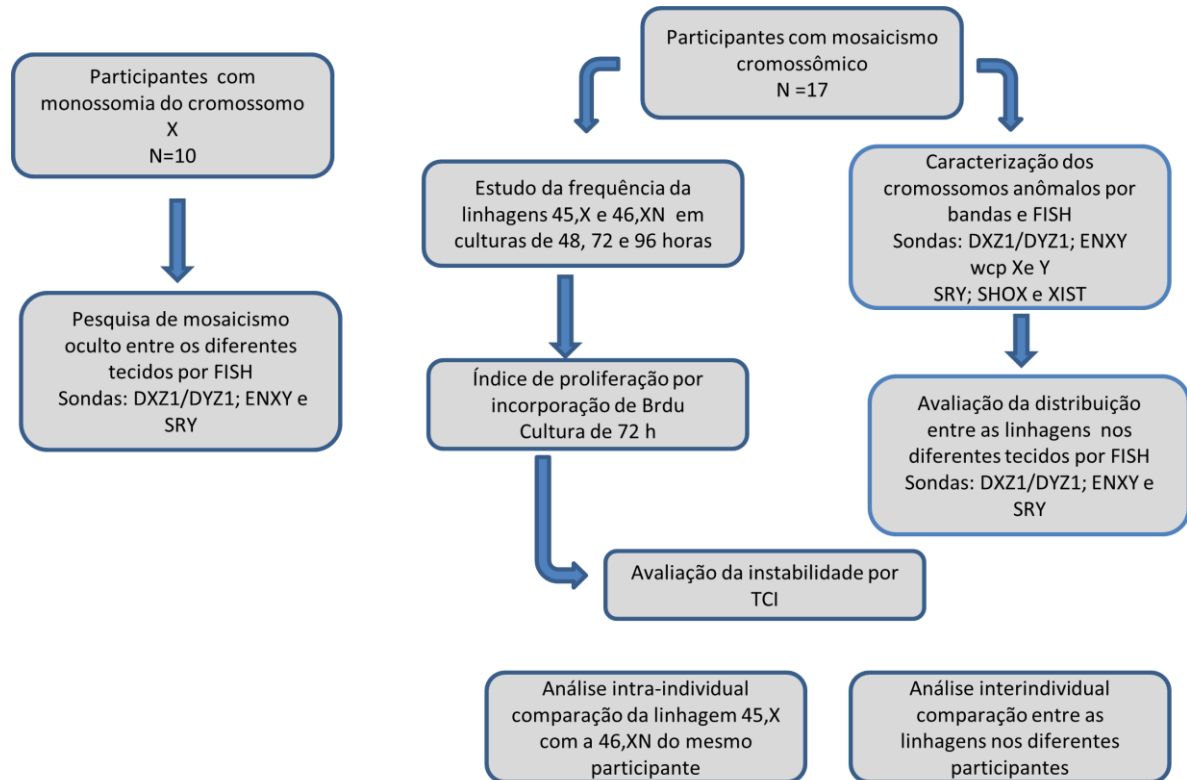 Participantes com
monossomia do cromossomo
X
N=10
Pesquisa de mosaicismo
oculto entre os diferentes
tecidos por FISH
Sondas: DXZ1/DYZ1; ENXY e
SRY
Participantes com mosaicismo
cromossômico
N =17
Estudo da frequência da
linhagens 45,X e 46,XN em
culturas de 48, 72 e 96 horas
Índice de proliferação por
incorporação de Brdu
Cultura de 72 h
Caracterização dos
cromossomos anômalos por
bandas e FISH
Sondas: DXZ1/DYZ1; ENXY
wcp Xe Y
SRY; SHOX e XIST
Avaliação da distribuição
entre as linhagens nos
diferentes tecidos por FISH
Sondas: DXZ1/DYZ1; ENXY e
SRY
Avaliação da instabilidade por
TCI
Análise intra-individual
comparação da linhagem 45,X
com a 46,XN do mesmo
participante
Análise interindividual
comparação entre as
linhagens nos diferentes
participantes